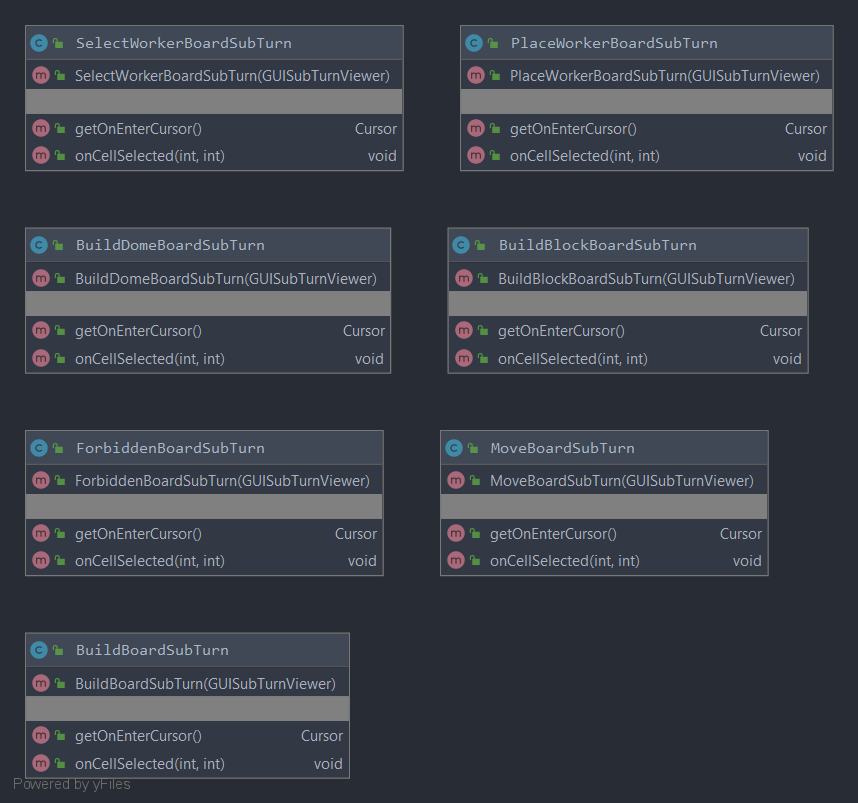 SelectWorkerBoardSubTurn
SelectWorkerBoardSubTurn(GUISubTurnViewer)
getOnEnterCursor() Cursor
onCellSelected(int, int) void
PlaceWorkerBoardSubTurn
PlaceWorkerBoardSubTurn(GUISubTurnViewer)
getOnEnterCursor() Cursor
onCellSelected(int, int) void
BuildDomeBoardSubTurn
BuildDomeBoardSubTurn(GUISubTurnViewer)
getOnEnterCursor() Cursor
onCellSelected(int, int) void
BuildBlockBoardSubTurn
BuildBlockBoardSubTurn(GUISubTurnViewer)
getOnEnterCursor() Cursor
onCellSelected(int, int) void
ForbiddenBoardSubTurn
ForbiddenBoardSubTurn(GUISubTurnViewer)
getOnEnterCursor() Cursor
onCellSelected(int, int) void
MoveBoardSubTurn
MoveBoardSubTurn(GUISubTurnViewer)
getOnEnterCursor() Cursor
onCellSelected(int, int) void
BuildBoardSubTurn
BuildBoardSubTurn(GUISubTurnViewer)
getOnEnterCursor() Cursor
onCellSelected(int, int) void
Powered by yFiles